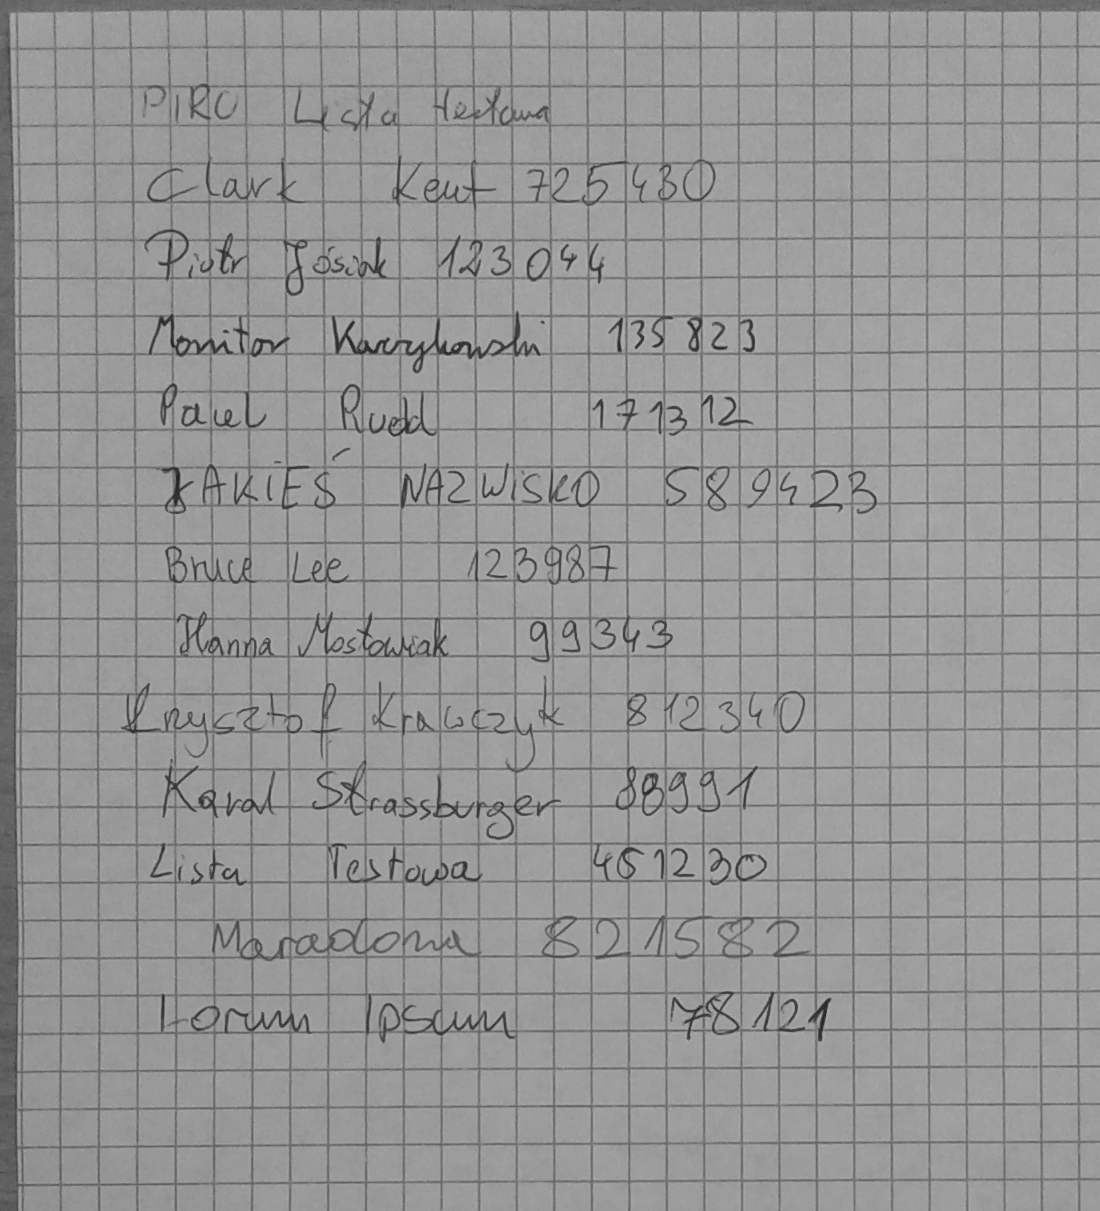 PIRO Lista testowa
Clark Kent 725430
Piotr Jósiak 123044
Monitor Karrykowski 135823
Pawel Rudd 171312
JAKIEŚ NAZWISKO 589423
Bruce Lee 123987
Hanna Mostowiak 99343
Krzysztof Krawczyk 812340
Karol Strassburger 88991
Lista Testowa 451230
Maradona 821582
Lorum Ipsum 78121